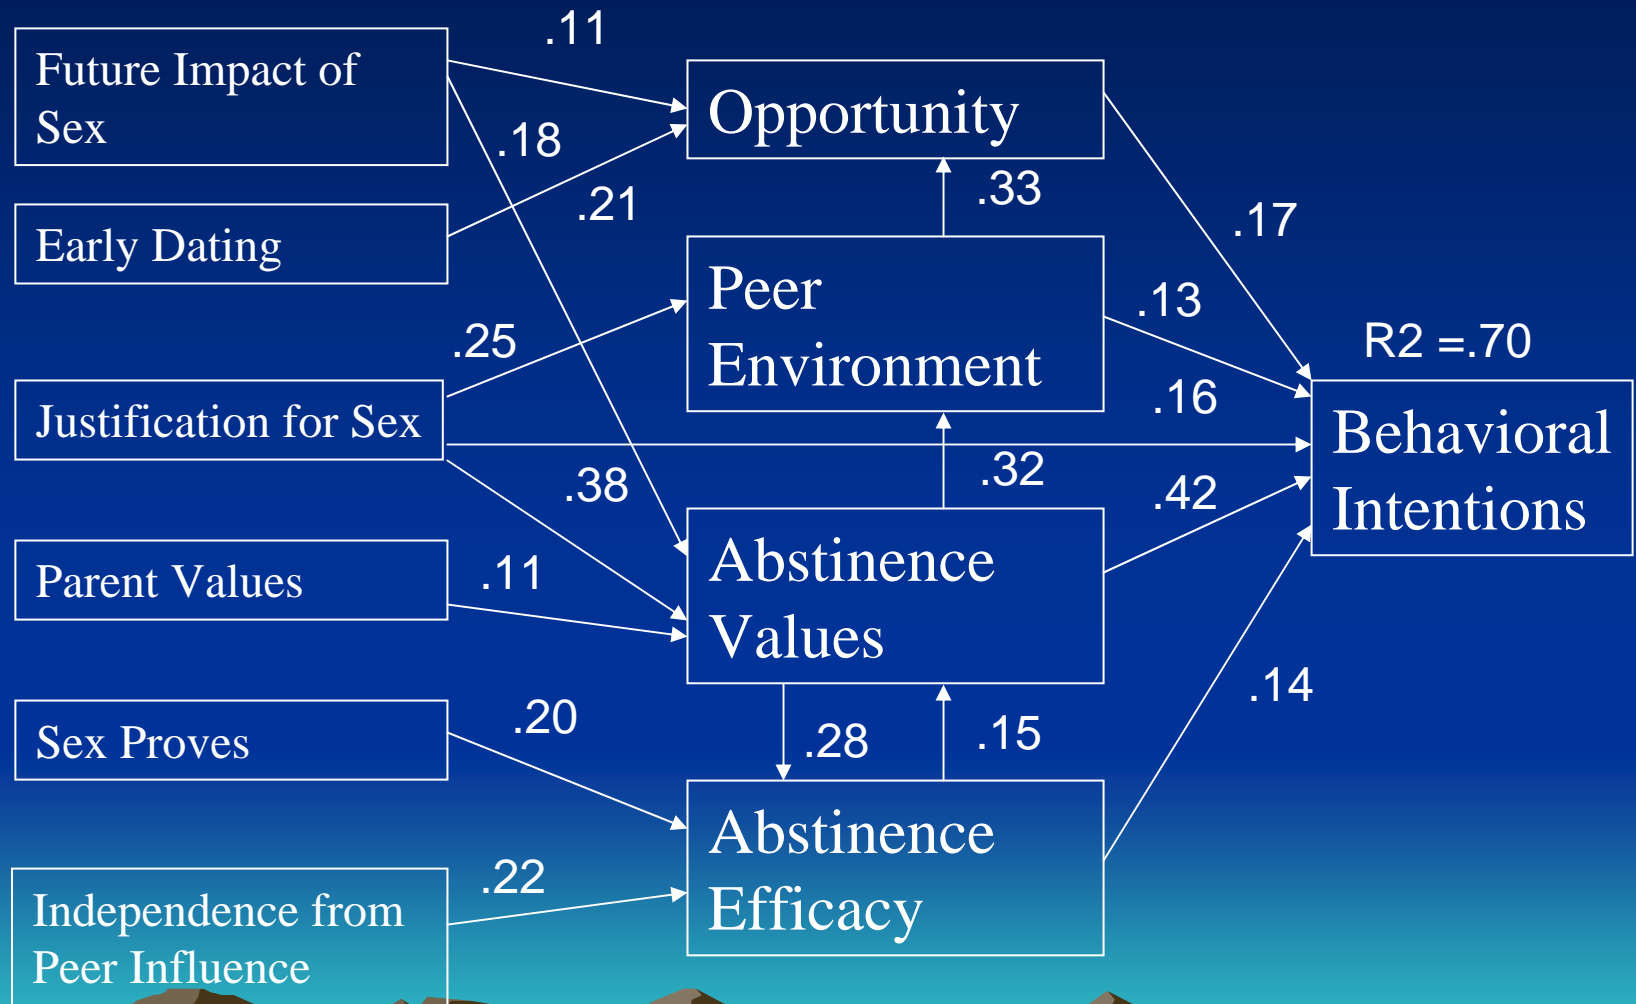 .11
Future Impact of
Sex
Opportunity
.18
.21
.33
Early Dating
.17
Peer
Environment
.13
.25
R2 =.70
Justification for Sex
.16
Behavioral
Intentions
.38
.32
.42
Parent Values
.11
Abstinence
Values
Sex Proves
.20
.28
.15
.14
Abstinence
Efficacy
.22
Independence from
Peer Influence